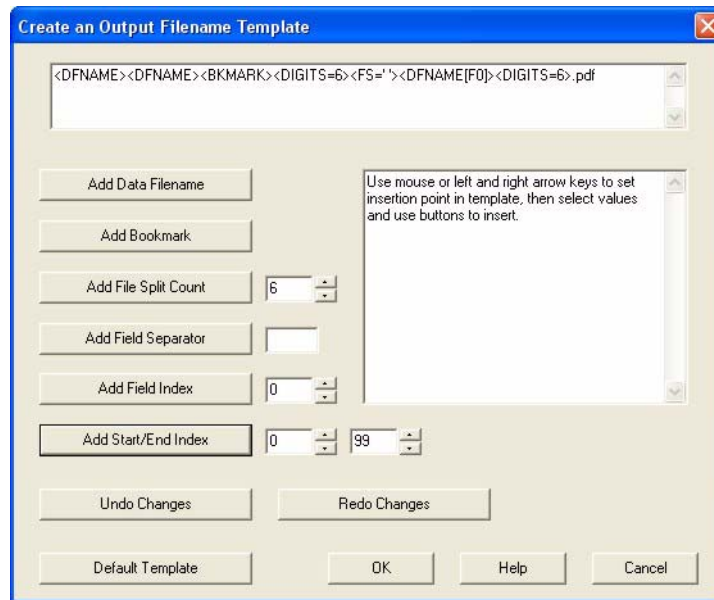 Create an Output Filename Template
<DFNAME><DFNAME><BKMARK><DIGITS=6><FS=' '><DFNAME[F0]><DIGITS=6>.pdf
Add Data Filename
Use mouse or left and right arrow keys to set
insertion point in template, then select values
and use buttons to insert.
Add Bookmark
Add File Split Count 6
Add Field Separator
Add Field Index 0
Add Start/End Index 0 99
Undo Changes Redo Changes
Default Template OK Help Cancel